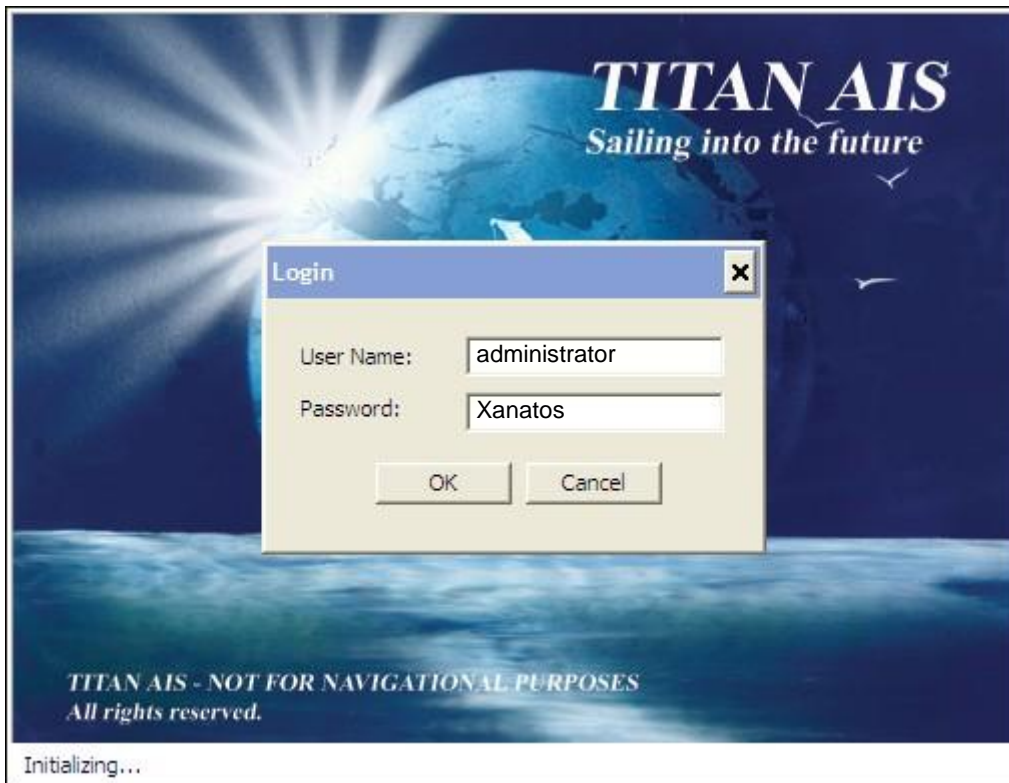 TITAN AIS
Sailing into the future
Login
User Name: administrator
Password: Xanatos
OK Cancel
TITAN AIS - NOT FOR NAVIGATIONAL PURPOSES
All rights reserved.
Initializing...